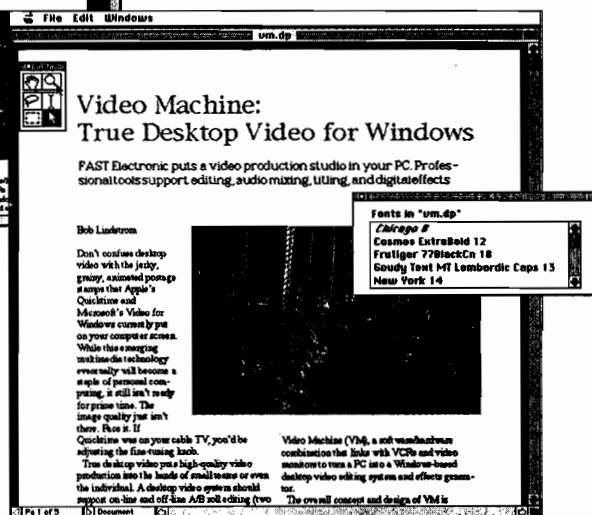 File Edit Windows
vm.dp
Video Machine:
True Desktop Video for Windows
FAST Electronic puts a video production studio in your PC. Profes-
sional tools support editing, audio mixing, titling, and digital effects
Fonts in "vm.dp"
Chicago 8
Cosmos ExtraBold 12
Frutiger 77BlackCn 18
Goudy Text MT Lombardic Caps 13
New York 14
Bob Lindstrom
Don't confuse desktop
video with the jerky,
grainy, animated postage
stamps that Apple's
Quicktime and
Microsoft's Video for
Windows currently put
on your computer screen.
While this emerging
multimedia technology
eventually will become a
staple of personal com-
puting, it still isn't ready
for prime time. The
image quality just isn't
there. Face it. If
Quicktime was on your cable TV, you'd be
adjusting the fine-tuning knob.
True desktop video puts high-quality video
production into the hands of small teams or even
the individual. A desktop video system should
support on-line and off-line A/B roll editing (two
Video Machine (VM), a software/hardware
combination that links with VCRs and video
monitors to turn a PC into a Windows-based
desktop video editing system and effects genera-
tor.
The overall concept and design of VM is
Pg 1 of 5 Document